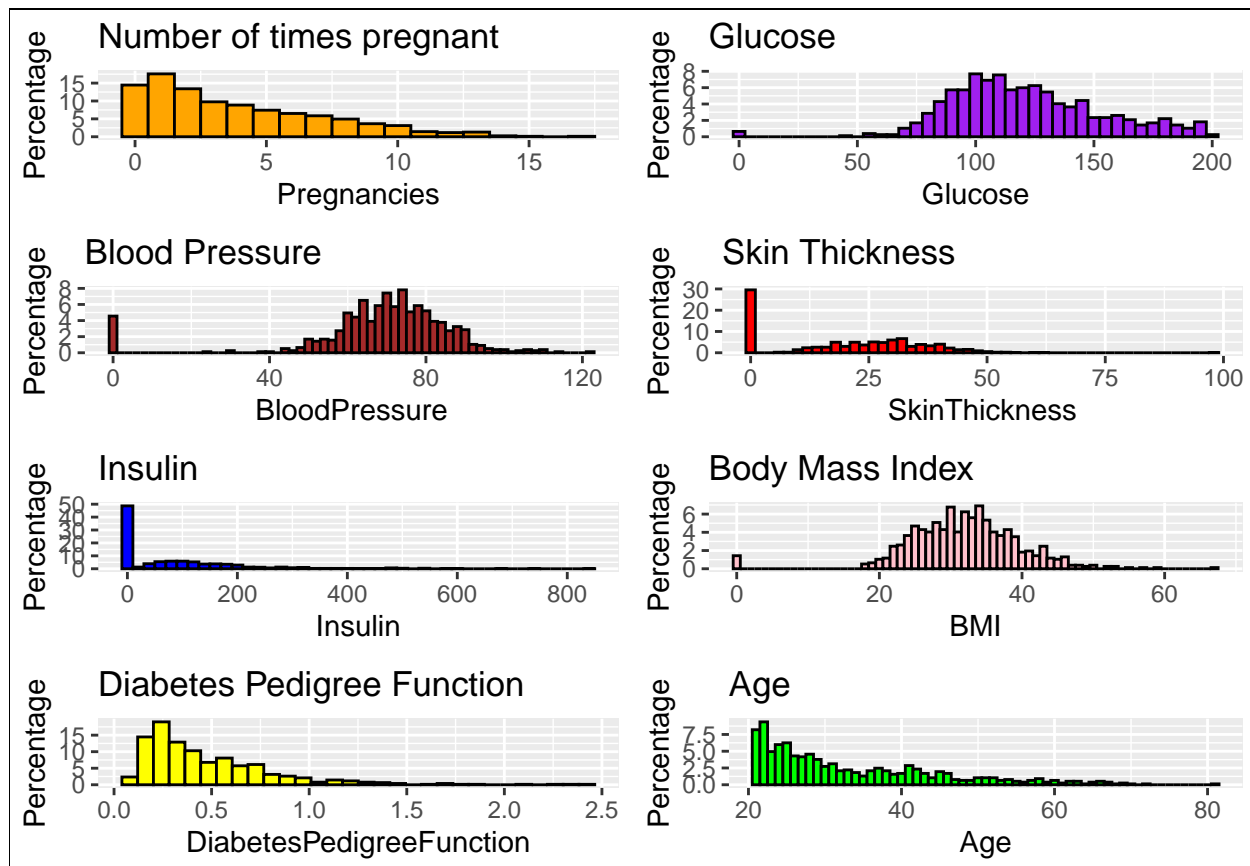 Number of times pregnant
Percentage
15
10
5
0
0 5 10 15
Pregnancies
Glucose
Percentage
8
6
4
2
0
0 50 100 150 200
Glucose
Blood Pressure
Percentage
8
6
4
2
0
0 40 80 120
BloodPressure
Skin Thickness
Percentage
30
20
10
0
0 25 50 75 100
SkinThickness
Insulin
Percentage
50
40
30
20
10
0
0 200 400 600 800
Insulin
Body Mass Index
Percentage
6
4
2
0
0 20 40 60
BMI
Diabetes Pedigree Function
Percentage
15
10
5
0
0.0 0.5 1.0 1.5 2.0 2.5
DiabetesPedigreeFunction
Age
Percentage
7.5
5.0
2.5
0.0
20 40 60 80
Age